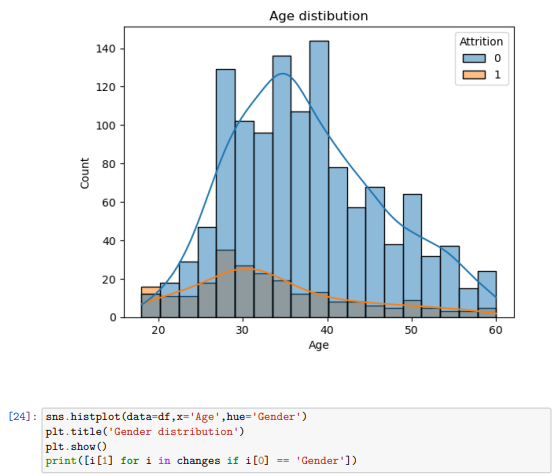 Age distibution
Attrition
0
1
140
120
100
80
60
40
20
0
Count
20 30 40 50 60
Age
[24]: sns.histplot(data=df,x='Age',hue='Gender')
plt.title('Gender distribution')
plt.show()
print([i[1] for i in changes if i[0] == 'Gender'])